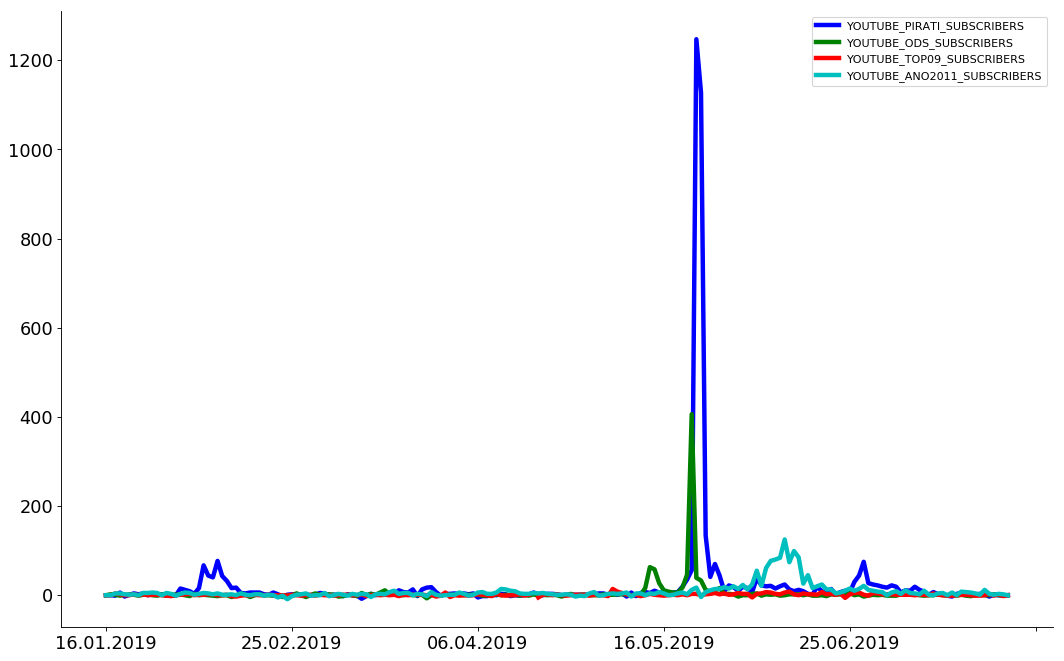 YOUTUBE_PIRATI_SUBSCRIBERS
YOUTUBE_ODS_SUBSCRIBERS
YOUTUBE_TOP09_SUBSCRIBERS
YOUTUBE_ANO2011_SUBSCRIBERS
1200
1000
800
600
400
200
0
16.01.2019 25.02.2019 06.04.2019 16.05.2019 25.06.2019